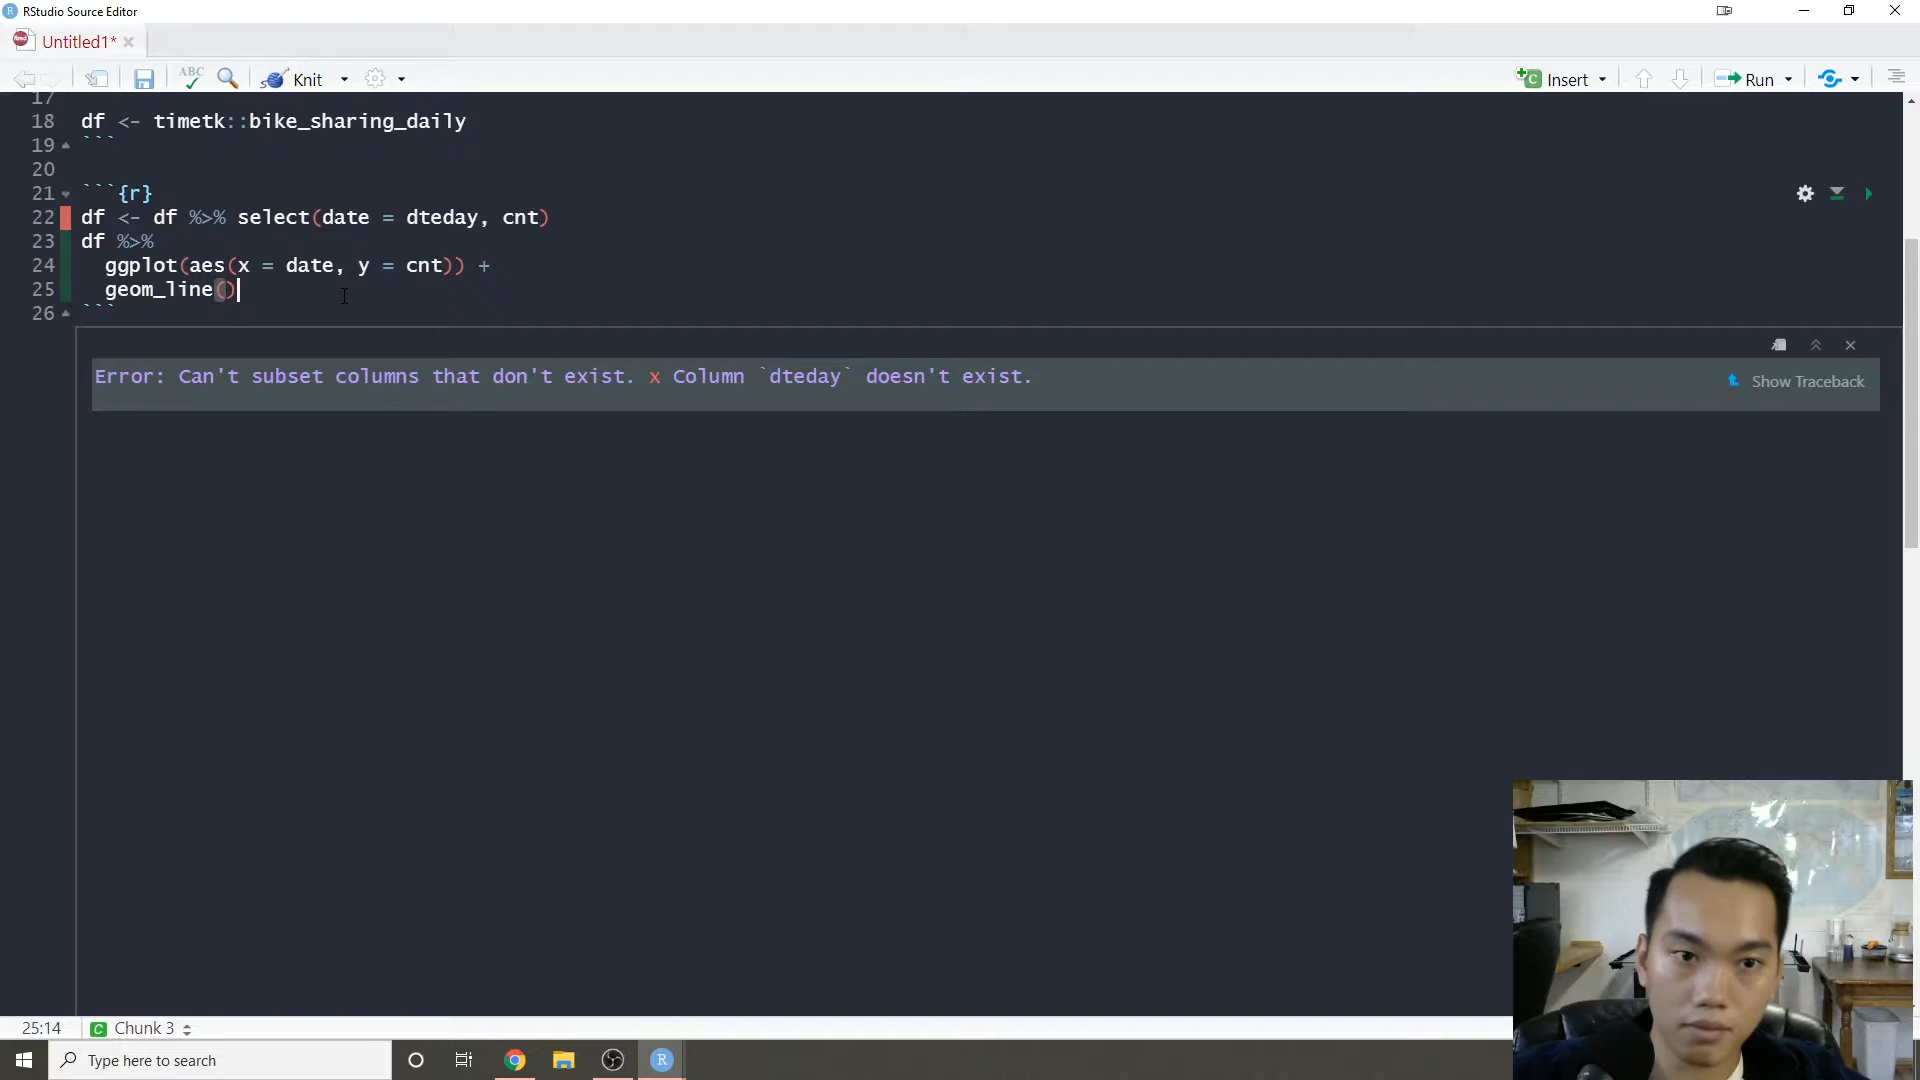 RStudio Source Editor
Untitled1*
ABC
Knit
Insert
Run
17
18 df <- timetk::bike_sharing_daily
19 ```
20
21 ```{r}
22 df <- df %>% select(date = dteday, cnt)
23 df %>%
24 ggplot(aes(x = date, y = cnt)) +
25 geom_line()
26 ```
Error: Can't subset columns that don't exist. x Column `dteday` doesn't exist.
Show Traceback
25:14
C Chunk 3
Type here to search
R